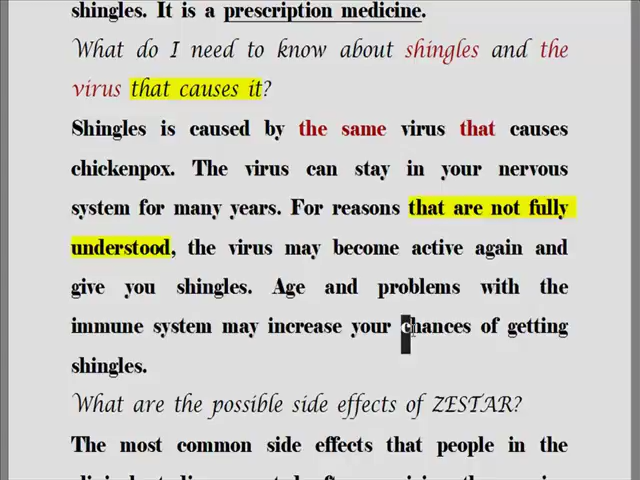 shingles. It is a prescription medicine.
What do I need to know about shingles and the
virus that causes it?
Shingles is caused by the same virus that causes
chickenpox. The virus can stay in your nervous
system for many years. For reasons that are not fully
understood, the virus may become active again and
give you shingles. Age and problems with the
immune system may increase your chances of getting
shingles.
What are the possible side effects of ZESTAR?
The most common side effects that people in the